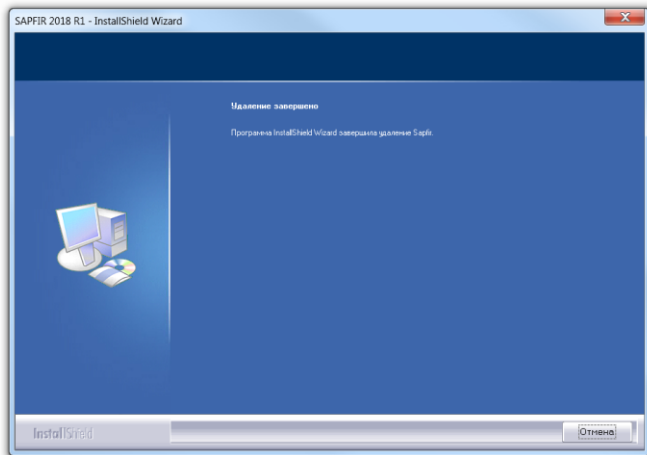 SAPFIR 2018 R1 - InstallShield Wizard
Удаление завершено
Программа InstallShield Wizard завершила удаление Sapfir.
InstallShield
Отмена